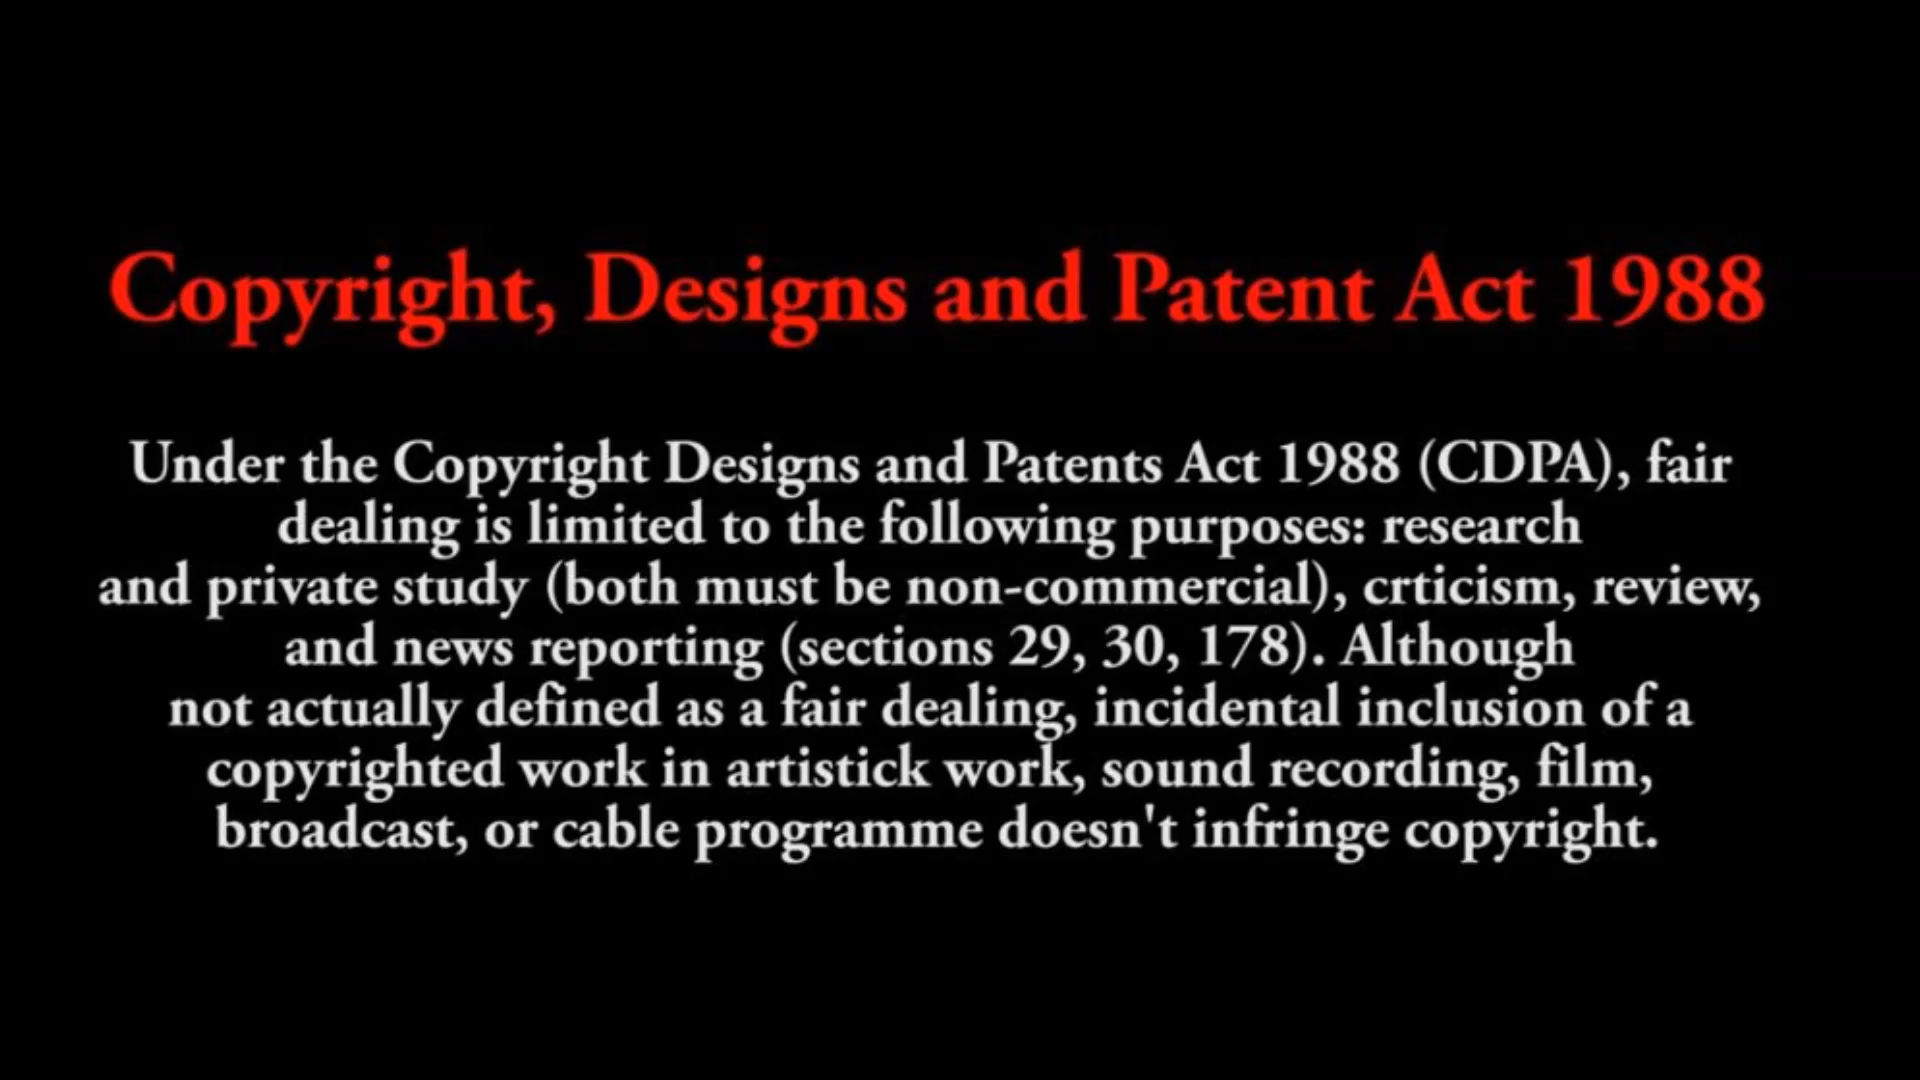 Copyright, Designs and Patent Act 1988
Under the Copyright Designs and Patents Act 1988 (CDPA), fair
dealing is limited to the following purposes: research
and private study (both must be non-commercial), crticism, review,
and news reporting (sections 29, 30, 178). Although
not actually defined as a fair dealing, incidental inclusion of a
copyrighted work in artistick work, sound recording, film,
broadcast, or cable programme doesn't infringe copyright.